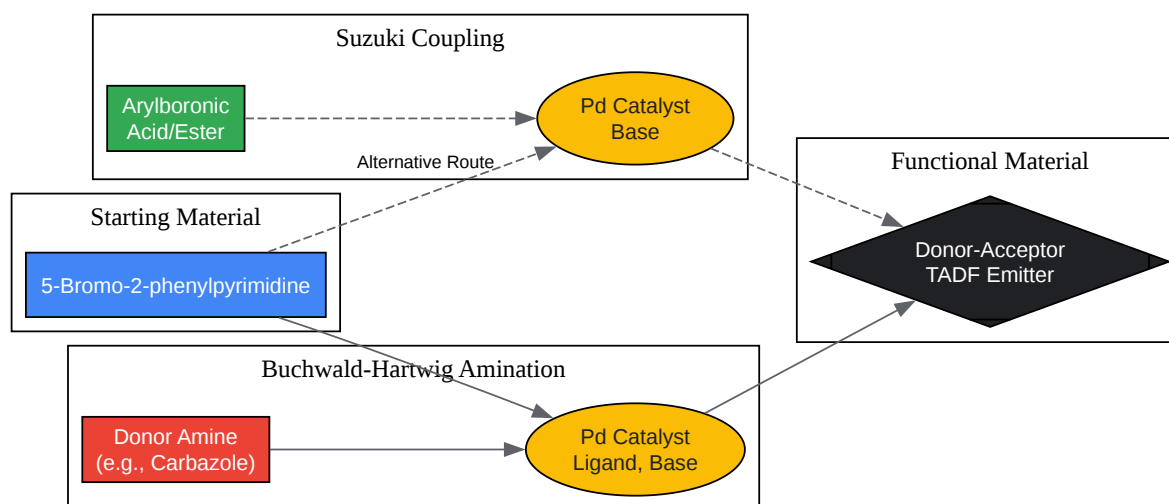 Suzuki Coupling
Arylboronic
Acid/Ester
Pd Catalyst
Base
Alternative Route
Functional Material
Donor-Acceptor
TADF Emitter
Starting Material
5-Bromo-2-phenylpyrimidine
Buchwald-Hartwig Amination
Donor Amine
(e.g., Carbazole)
Pd Catalyst
Ligand, Base